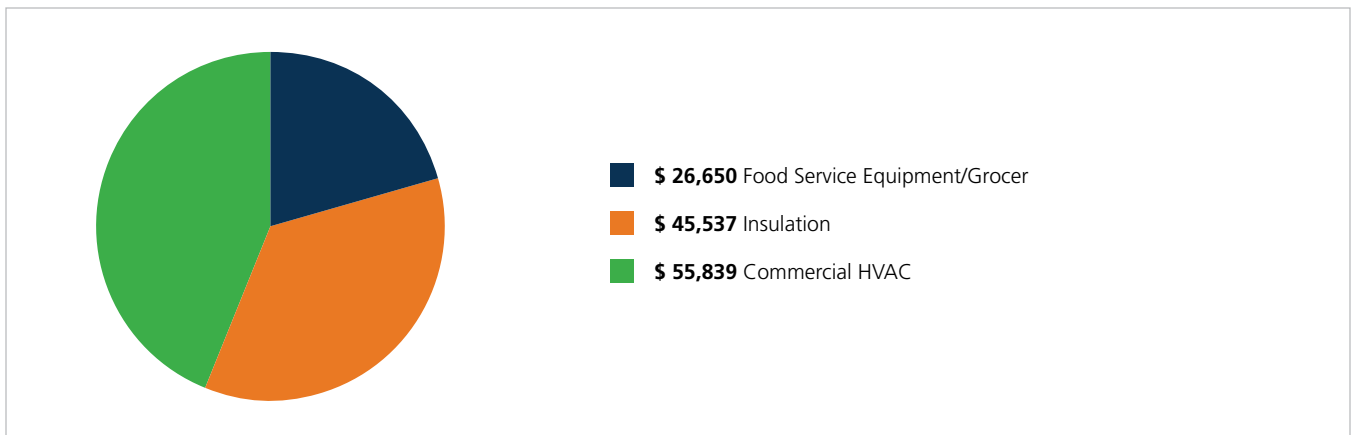 $ 26,650 Food Service Equipment/Grocer
$ 45,537 Insulation
$ 55,839 Commercial HVAC